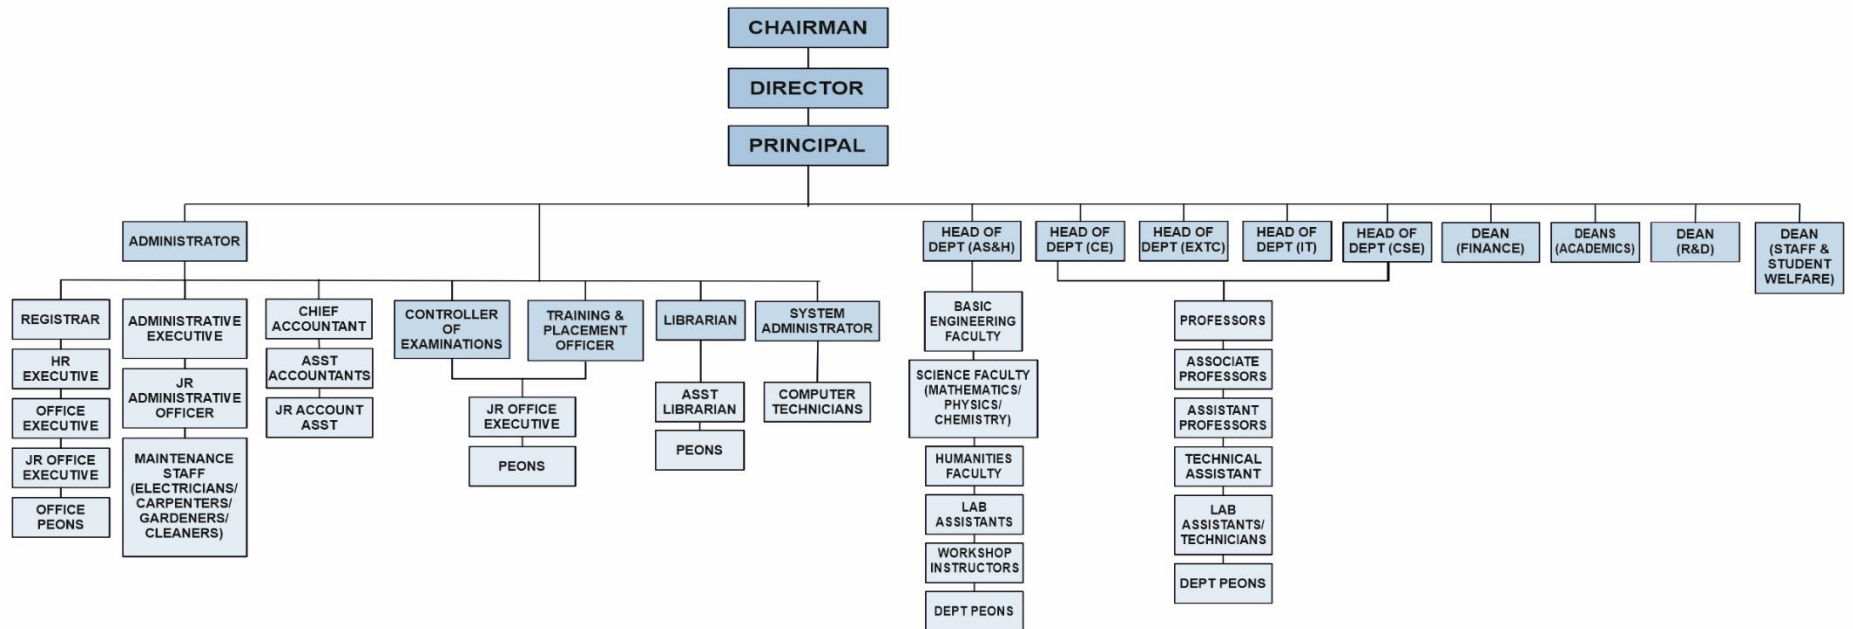 CHAIRMAN
DIRECTOR
PRINCIPAL
ADMINISTRATOR
HEAD OF
DEPT (AS&H)
HEAD OF
DEPT (CE)
HEAD OF
DEPT (EXTC)
HEAD OF
DEPT (IT)
HEAD OF
DEPT (CSE)
DEAN
(FINANCE)
DEANS
(ACADEMICS)
DEAN
(R&D)
DEAN
(STAFF &
STUDENT
WELFARE)
REGISTRAR
HR
EXECUTIVE
OFFICE
EXECUTIVE
JR OFFICE
EXECUTIVE
OFFICE
PEONS
ADMINISTRATIVE
EXECUTIVE
JR
ADMINISTRATIVE
OFFICER
MAINTENANCE
STAFF
(ELECTRICIANS/
CARPENTERS/
GARDENERS/
CLEANERS)
CHIEF
ACCOUNTANT
ASST
ACCOUNTANTS
JR ACCOUNT
ASST
CONTROLLER
OF
EXAMINATIONS
TRAINING &
PLACEMENT
OFFICER
JR OFFICE
EXECUTIVE
PEONS
LIBRARIAN
ASST
LIBRARIAN
PEONS
SYSTEM
ADMINISTRATOR
COMPUTER
TECHNICIANS
BASIC
ENGINEERING
FACULTY
SCIENCE FACULTY
(MATHEMATICS/
PHYSICS/
CHEMISTRY)
HUMANITIES
FACULTY
LAB
ASSISTANTS
WORKSHOP
INSTRUCTORS
DEPT PEONS
PROFESSORS
ASSOCIATE
PROFESSORS
ASSISTANT
PROFESSORS
TECHNICAL
ASSISTANT
LAB
ASSISTANTS/
TECHNICIANS
DEPT PEONS